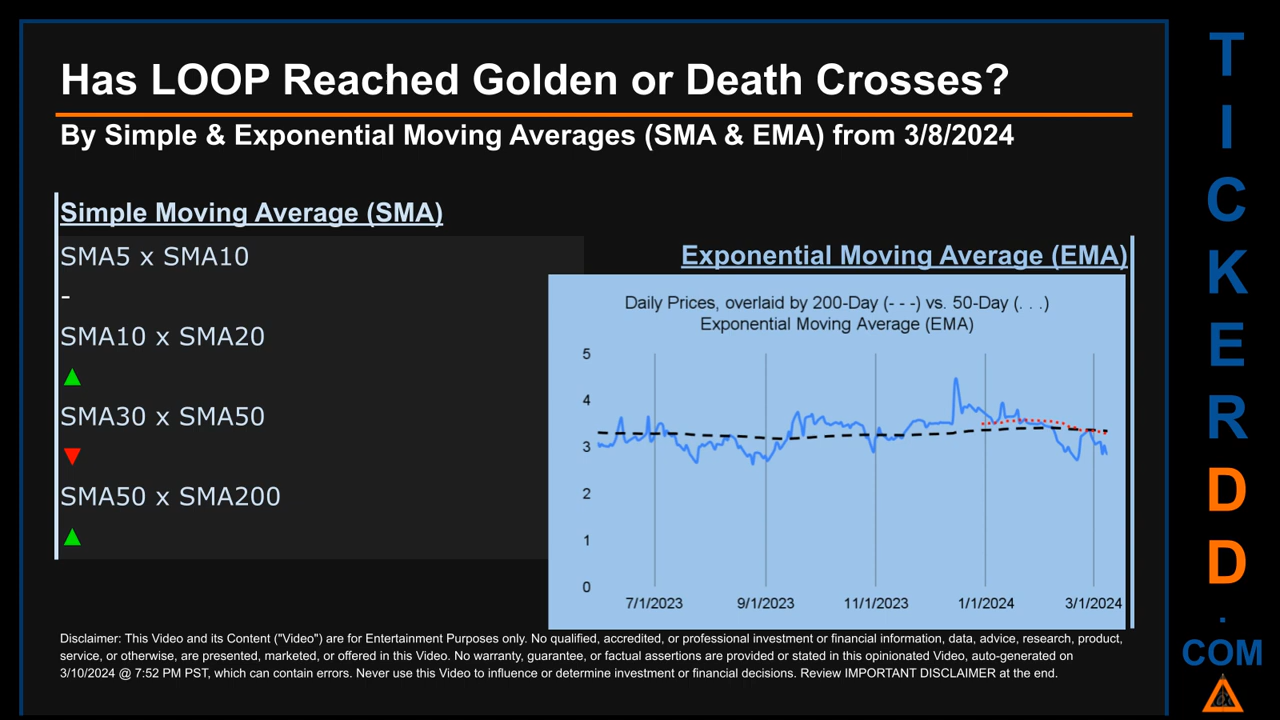 Has LOOP Reached Golden or Death Crosses?
By Simple & Exponential Moving Averages (SMA & EMA) from 3/8/2024
Simple Moving Average (SMA)
SMA5 x SMA10
-
SMA10 x SMA20
▲
SMA30 x SMA50
▼
SMA50 x SMA200
▲
Exponential Moving Average (EMA)
Daily Prices, overlaid by 200-Day (- - -) vs. 50-Day (. . .)
Exponential Moving Average (EMA)
5
4
3
2
1
0
7/1/2023 9/1/2023 11/1/2023 1/1/2024 3/1/2024
Disclaimer: This Video and its Content ("Video") are for Entertainment Purposes only. No qualified, accredited, or professional investment or financial information, data, advice, research, product,
service, or otherwise, are presented, marketed, or offered in this Video. No warranty, guarantee, or factual assertions are provided or stated in this opinionated Video, auto-generated on
3/10/2024 @ 7:52 PM PST, which can contain errors. Never use this Video to influence or determine investment or financial decisions. Review IMPORTANT DISCLAIMER at the end.
T
I
C
K
E
R
D
D
.
COM